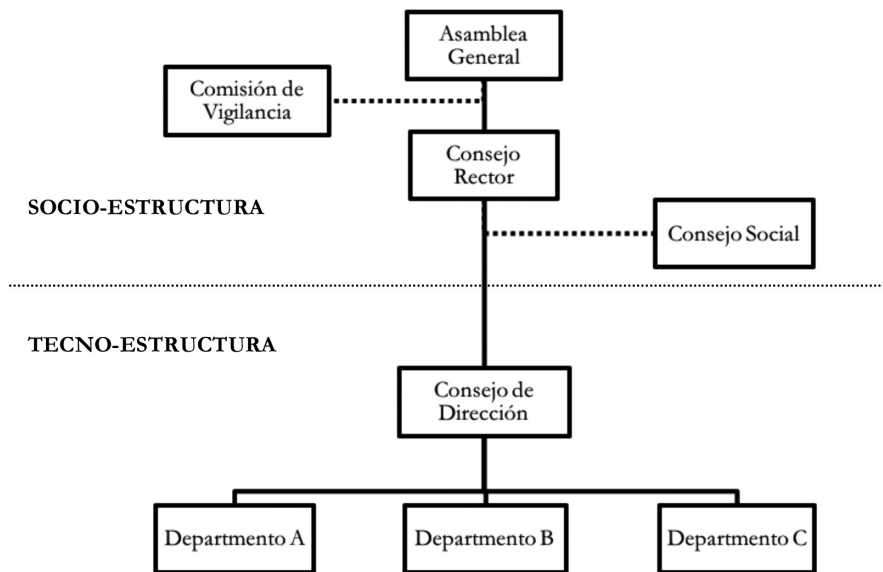 Asamblea
General
Comisión de
Vigilancia
Consejo
Rector
SOCIO-ESTRUCTURA
Consejo Social
TECNO-ESTRUCTURA
Consejo de
Dirección
Departmento A
Departmento B
Departmento C